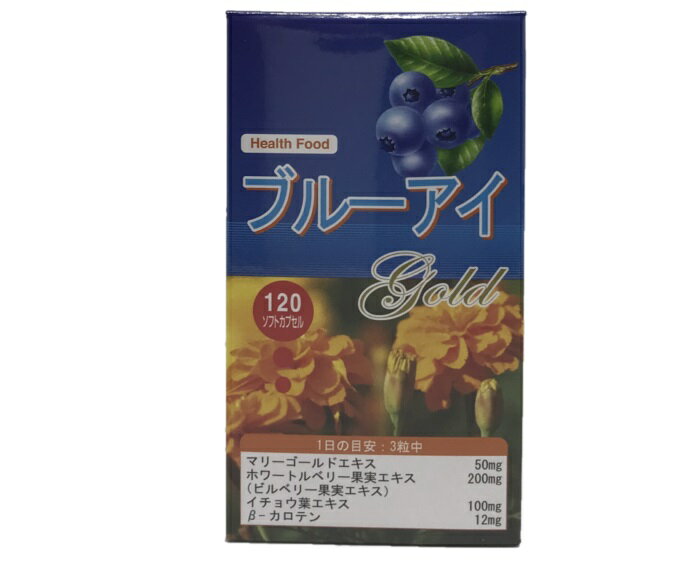 Health Food
ブルーアイ
Gold
120
ソフトカプセル
1日の目安:3粒中
マリーゴールドエキス 50mg
ホワートルベリー果実エキス 200mg
(ビルベリー果実エキス)
イチョウ葉エキス 100mg
β-カロテン 12mg